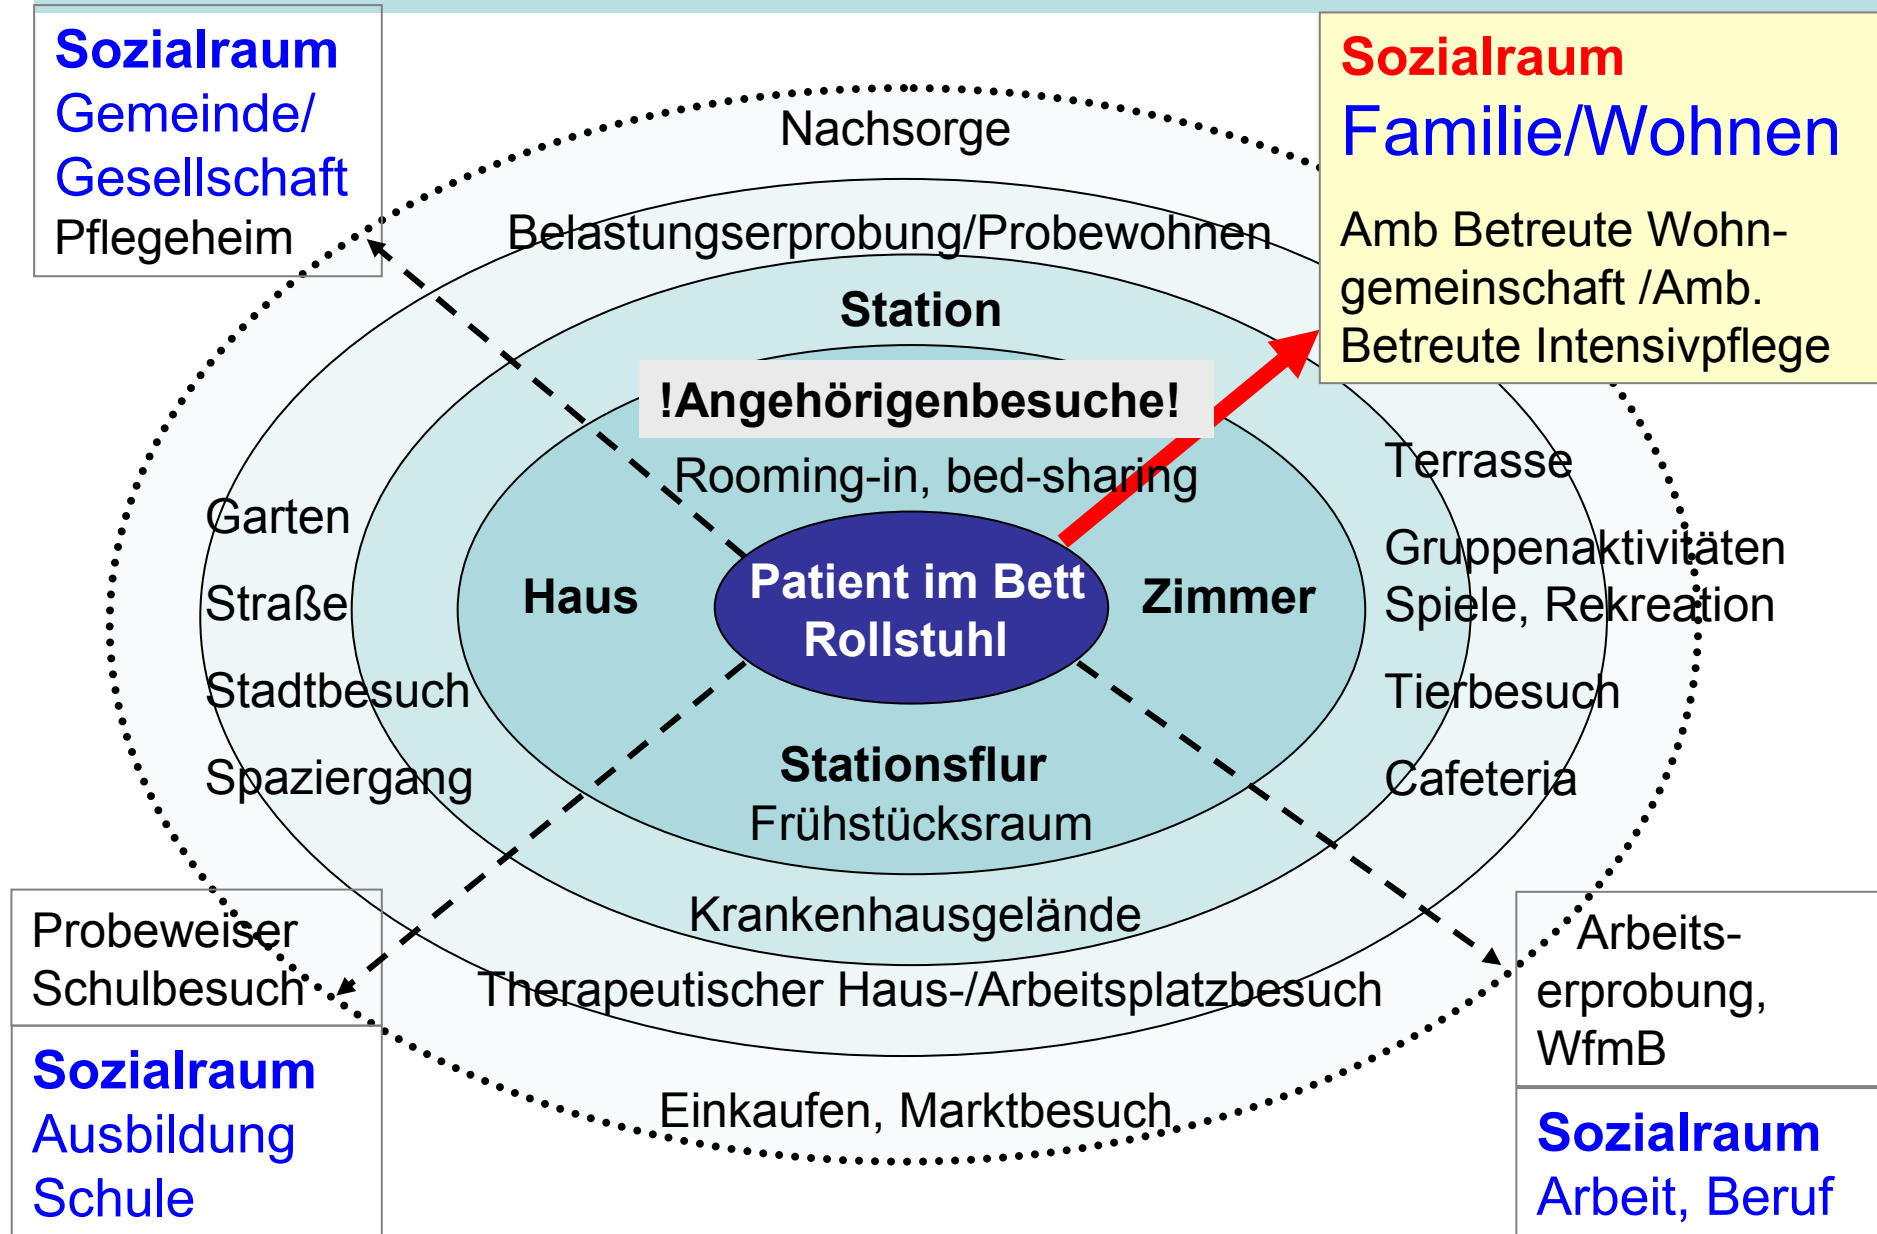 Sozialraum
Gemeinde/
Gesellschaft
Pflegeheim
Sozialraum
Familie/Wohnen
Amb Betreute Wohn-
gemeinschaft /Amb.
Betreute Intensivpflege
Nachsorge
Belastungserprobung/Probewohnen
Station
!Angehörigenbesuche!
Rooming-in, bed-sharing
Garten
Straße
Stadtbesuch
Spaziergang
Haus
Patient im Bett
Rollstuhl
Zimmer
Terrasse
Gruppenaktivitäten
Spiele, Rekreation
Tierbesuch
Cafeteria
Stationsflur
Frühstücksraum
Krankenhausgelände
Therapeutischer Haus-/Arbeitsplatzbesuch
Einkaufen, Marktbesuch
Probeweiser
Schulbesuch
Sozialraum
Ausbildung
Schule
Arbeits-
erprobung,
WfmB
Sozialraum
Arbeit, Beruf